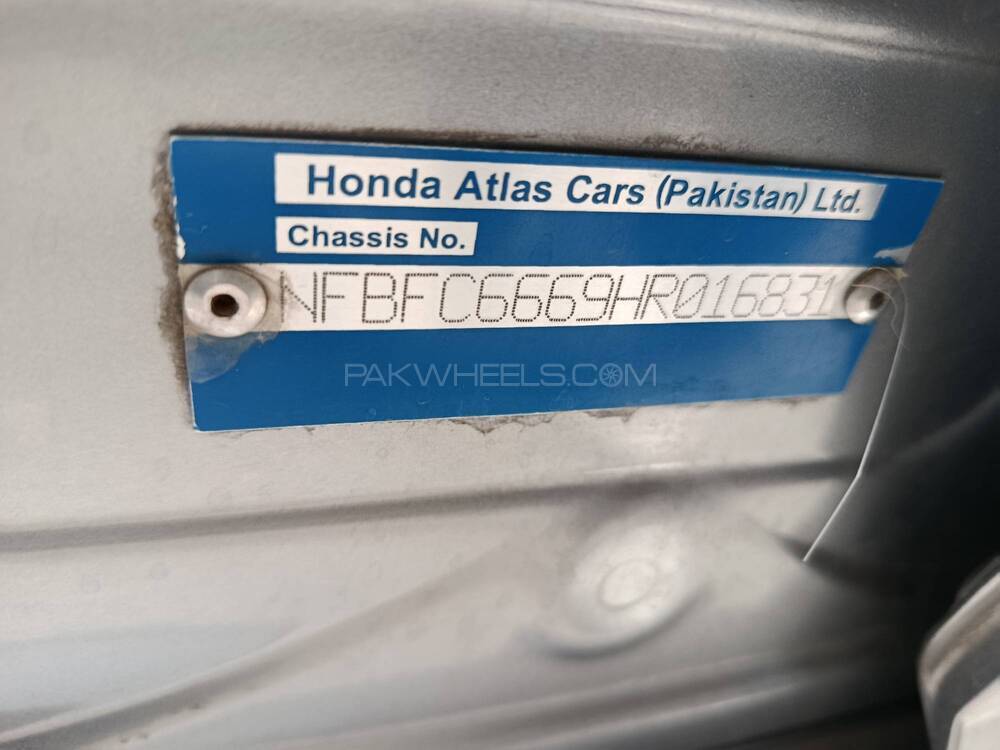 Honda Atlas Cars (Pakistan) Ltd.
Chassis No.
NFBFC6669HR016831
PAKWHEELS.COM